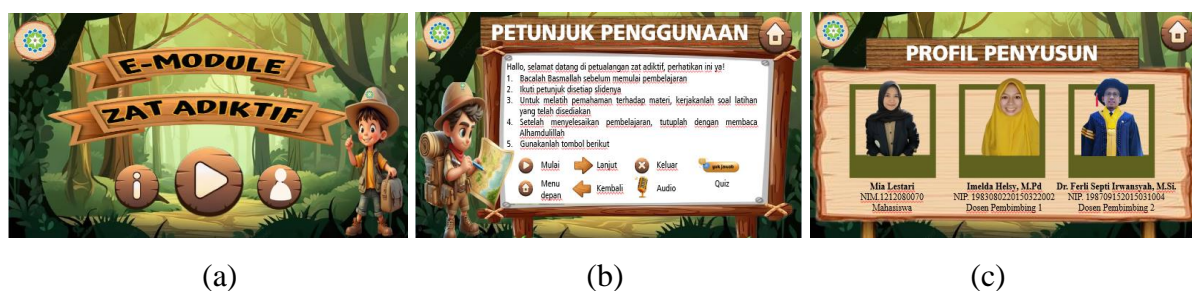 E-MODULE
ZAT ADIKTIF
PETUNJUK PENGGUNAAN
Hallo, selamat datang di petualangan zat adiktif, perhatikan ini ya!
1. Bacalah Basmallah sebelum memulai pembelajaran
2. Ikuti petunjuk disetiap slidenya
3. Untuk melatih pemahaman terhadap materi, kerjakanlah soal latihan
yang telah disediakan
4. Setelah menyelesaikan pembelajaran, tutuplah dengan membaca
Alhamdulillah
5. Gunakanlah tombol berikut
Mulai
Lanjut
Keluar
Menu
depan
Kembali
Audio
Quiz
PROFIL PENYUSUN
Mia Lestari
NIM.1212080070
Mahasiswa
Imelda Helsy, M.Pd
NIP. 1983080220150322002
Dosen Pembimbing 1
Dr. Ferli Septi Irwansyah, M.Si.
NIP. 198709152015031004
Dosen Pembimbing 2
(a)
(b)
(c)